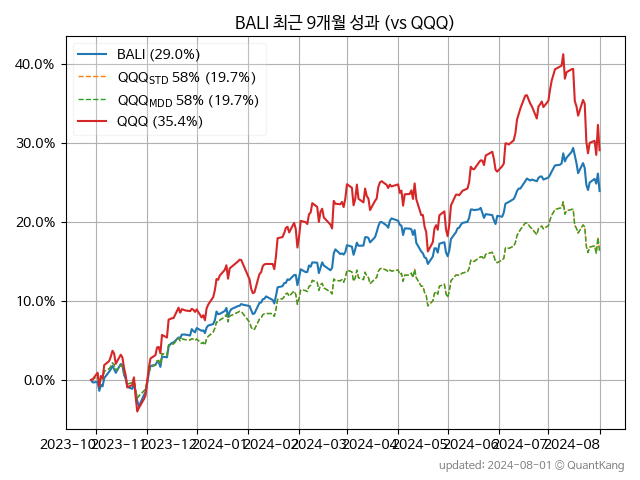 BALI 최근 9개월 성과 (vs QQQ)
BALI (29.0%)
QQQSTD 58% (19.7%)
QQQMDD 58% (19.7%)
QQQ (35.4%)
40.0%
30.0%
20.0%
10.0%
0.0%
2023-10 2023-11 2023-12 2024-01 2024-02 2024-03 2024-04 2024-05 2024-06 2024-07 2024-08
updated: 2024-08-01 © QuantKang